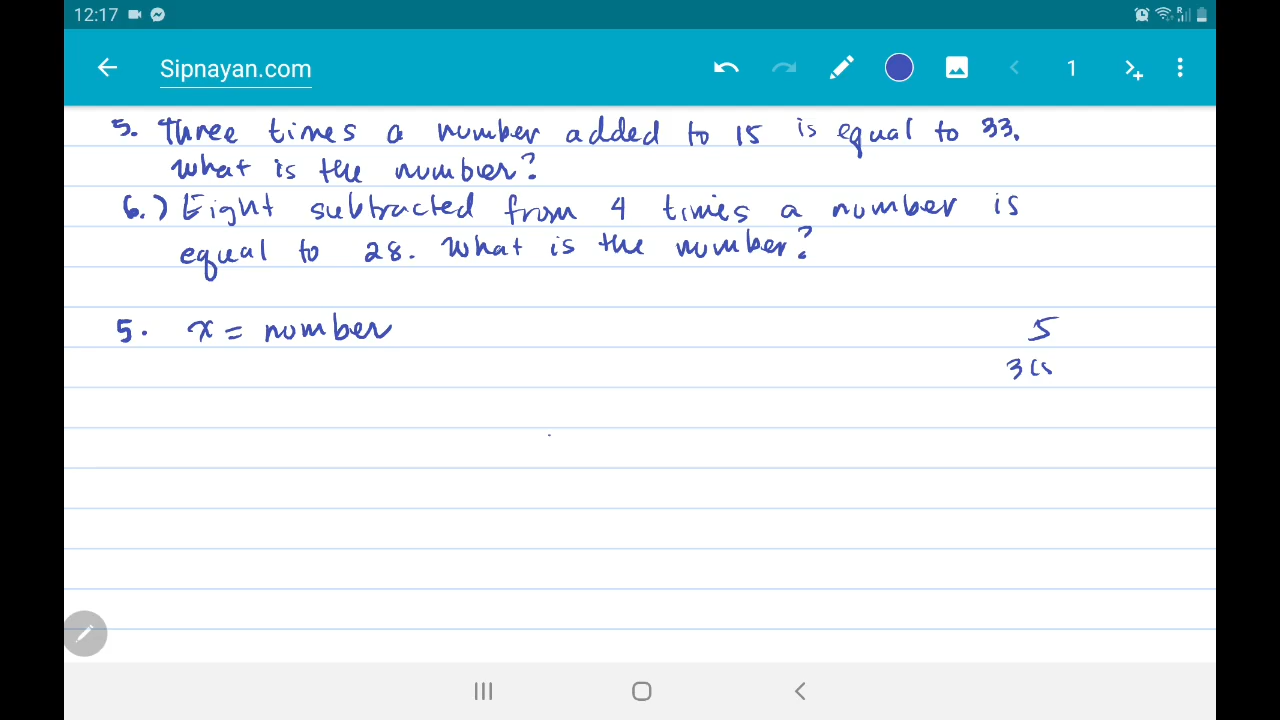 12:17
Sipnayan.com
1
5. Three times a number added to 15 is equal to 33.
What is the number?
6.) Eight subtracted from 4 times a number is
equal to 28. What is the number?
5. x = number
5
3(5